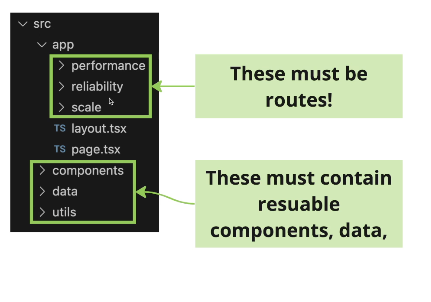 src
app
performance
reliability
scale
TS layout.tsx
TS page.tsx
components
data
utils
These must be
routes!
These must contain
resuable
components, data,